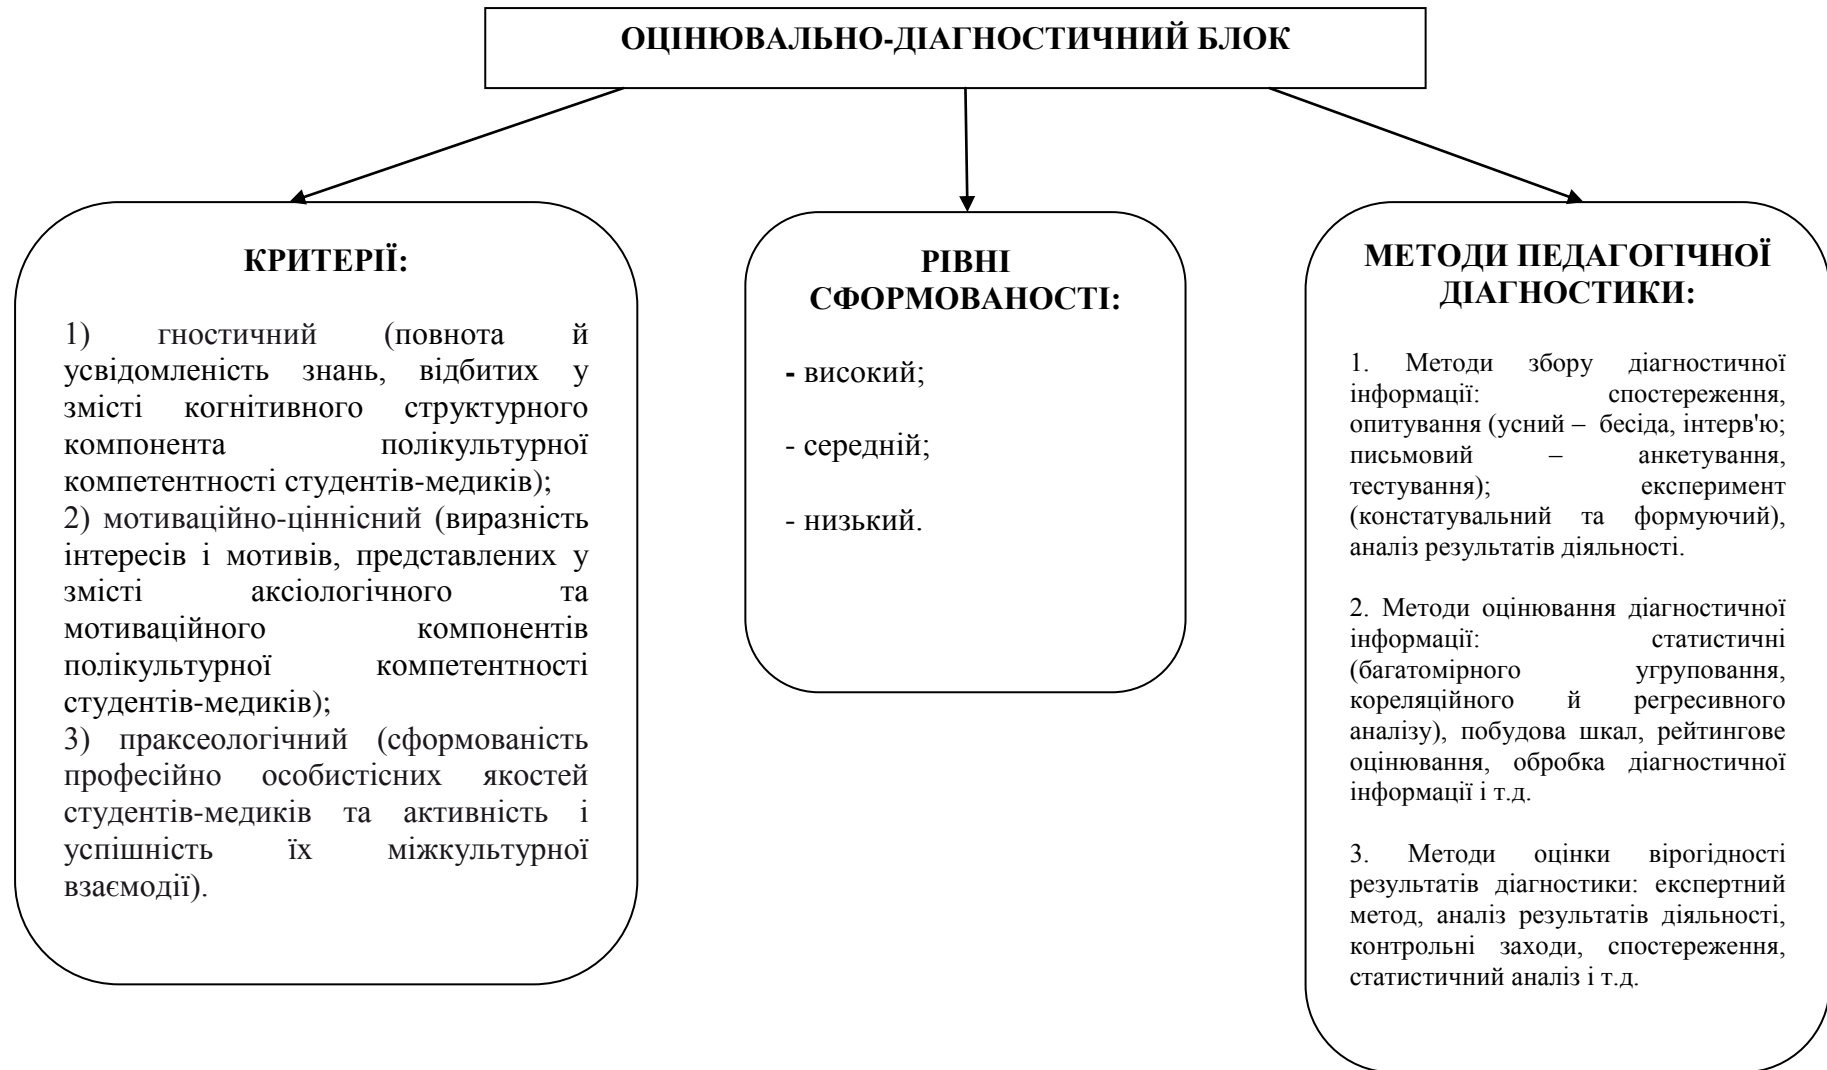 ОЦІНЮВАЛЬНО-ДІАГНОСТИЧНИЙ БЛОК
КРИТЕРІЇ:
1) гностичний (повнота й
усвідомленість знань, відбитих у
змісті когнітивного структурного
компонента полікультурної
компетентності студентів-медиків);
2) мотиваційно-ціннісний (виразність
інтересів і мотивів, представлених у
змісті аксіологічного та
мотиваційного компонентів
полікультурної компетентності
студентів-медиків);
3) праксеологічний (сформованість
професійно особистісних якостей
студентів-медиків та активність і
успішність їх міжкультурної
взаємодії).
РІВНІ
СФОРМОВАНОСТІ:
- високий;
- середній;
- низький.
МЕТОДИ ПЕДАГОГІЧНОЇ
ДІАГНОСТИКИ:
1. Методи збору діагностичної
інформації: спостереження,
опитування (усний – бесіда, інтерв'ю;
письмовий – анкетування,
тестування); експеримент
(констатувальний та формуючий),
аналіз результатів діяльності.
2. Методи оцінювання діагностичної
інформації: статистичні
(багатомірного угруповання,
кореляційного й регресивного
аналізу), побудова шкал, рейтингове
оцінювання, обробка діагностичної
інформації і т.д.
3. Методи оцінки вірогідності
результатів діагностики: експертний
метод, аналіз результатів діяльності,
контрольні заходи, спостереження,
статистичний аналіз і т.д.